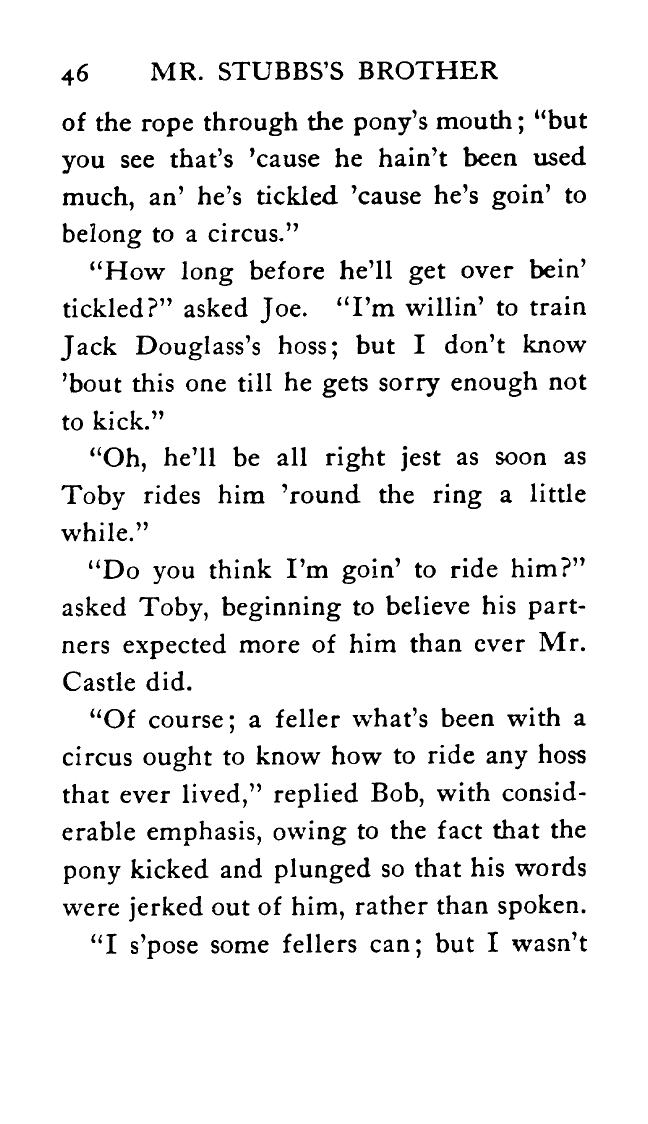 46 MR. STUBBS'S BROTHER
of the rope through the pony's mouth; "but
you see that's 'cause he hain't been used
much, an' he's tickled 'cause he's goin' to
belong to a circus."
"How long before he'll get over bein'
tickled?" asked Joe. "I'm willin' to train
Jack Douglass's hoss; but I don't know
'bout this one till he gets sorry enough not
to kick."
"Oh, he'll be all right jest as soon as
Toby rides him 'round the ring a little
while."
"Do you think I'm goin' to ride him?"
asked Toby, beginning to believe his part-
ners expected more of him than ever Mr.
Castle did.
"Of course; a feller what's been with a
circus ought to know how to ride any hoss
that ever lived," replied Bob, with consid-
erable emphasis, owing to the fact that the
pony kicked and plunged so that his words
were jerked out of him, rather than spoken.
"I s'pose some fellers can; but I wasn't